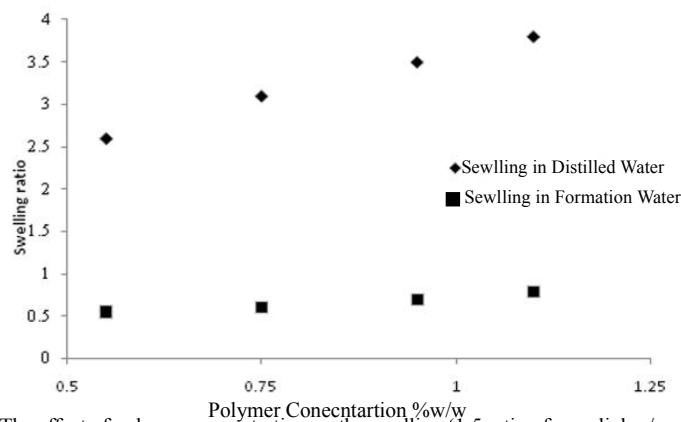 4
3.5
3
2.5
2
1.5
1
0.5
0
Swelling ratio
Sewlling in Distilled Water
Sewlling in Formation Water
0.5 0.75 1 1.25
Polymer Conecntartion %w/w